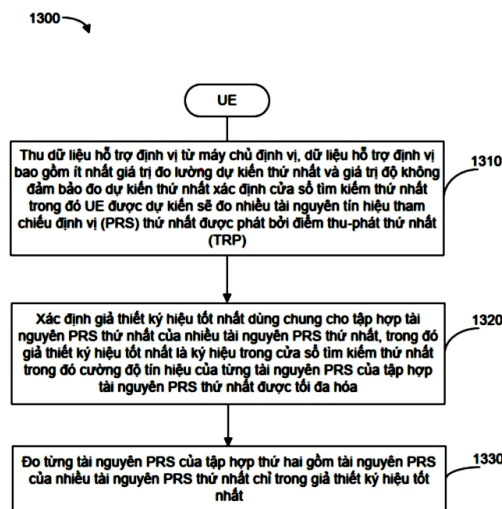 1300
UE
Thu dữ liệu hỗ trợ định vị từ máy chủ định vị, dữ liệu hỗ trợ định vị
bao gồm ít nhất giá trị đo lường dự kiến thứ nhất và giá trị độ không
đảm bảo đo dự kiến thứ nhất xác định cửa sổ tìm kiếm thứ nhất
trong đó UE được dự kiến sẽ đo nhiều tài nguyên tín hiệu tham
chiếu định vị (PRS) thứ nhất được phát bởi điểm thu-phát thứ nhất
(TRP)
1310
Xác định giả thiết ký hiệu tốt nhất dùng chung cho tập hợp tài
nguyên PRS thứ nhất của nhiều tài nguyên PRS thứ nhất, trong đó
giả thiết ký hiệu tốt nhất là ký hiệu trong cửa sổ tìm kiếm thứ nhất
trong đó cường độ tín hiệu của từng tài nguyên PRS của tập hợp
tài nguyên PRS thứ nhất được tối đa hóa
1320
Đo từng tài nguyên PRS của tập hợp thứ hai gồm tài nguyên PRS
của nhiều tài nguyên PRS thứ nhất chỉ trong giả thiết ký hiệu tốt
nhất
1330